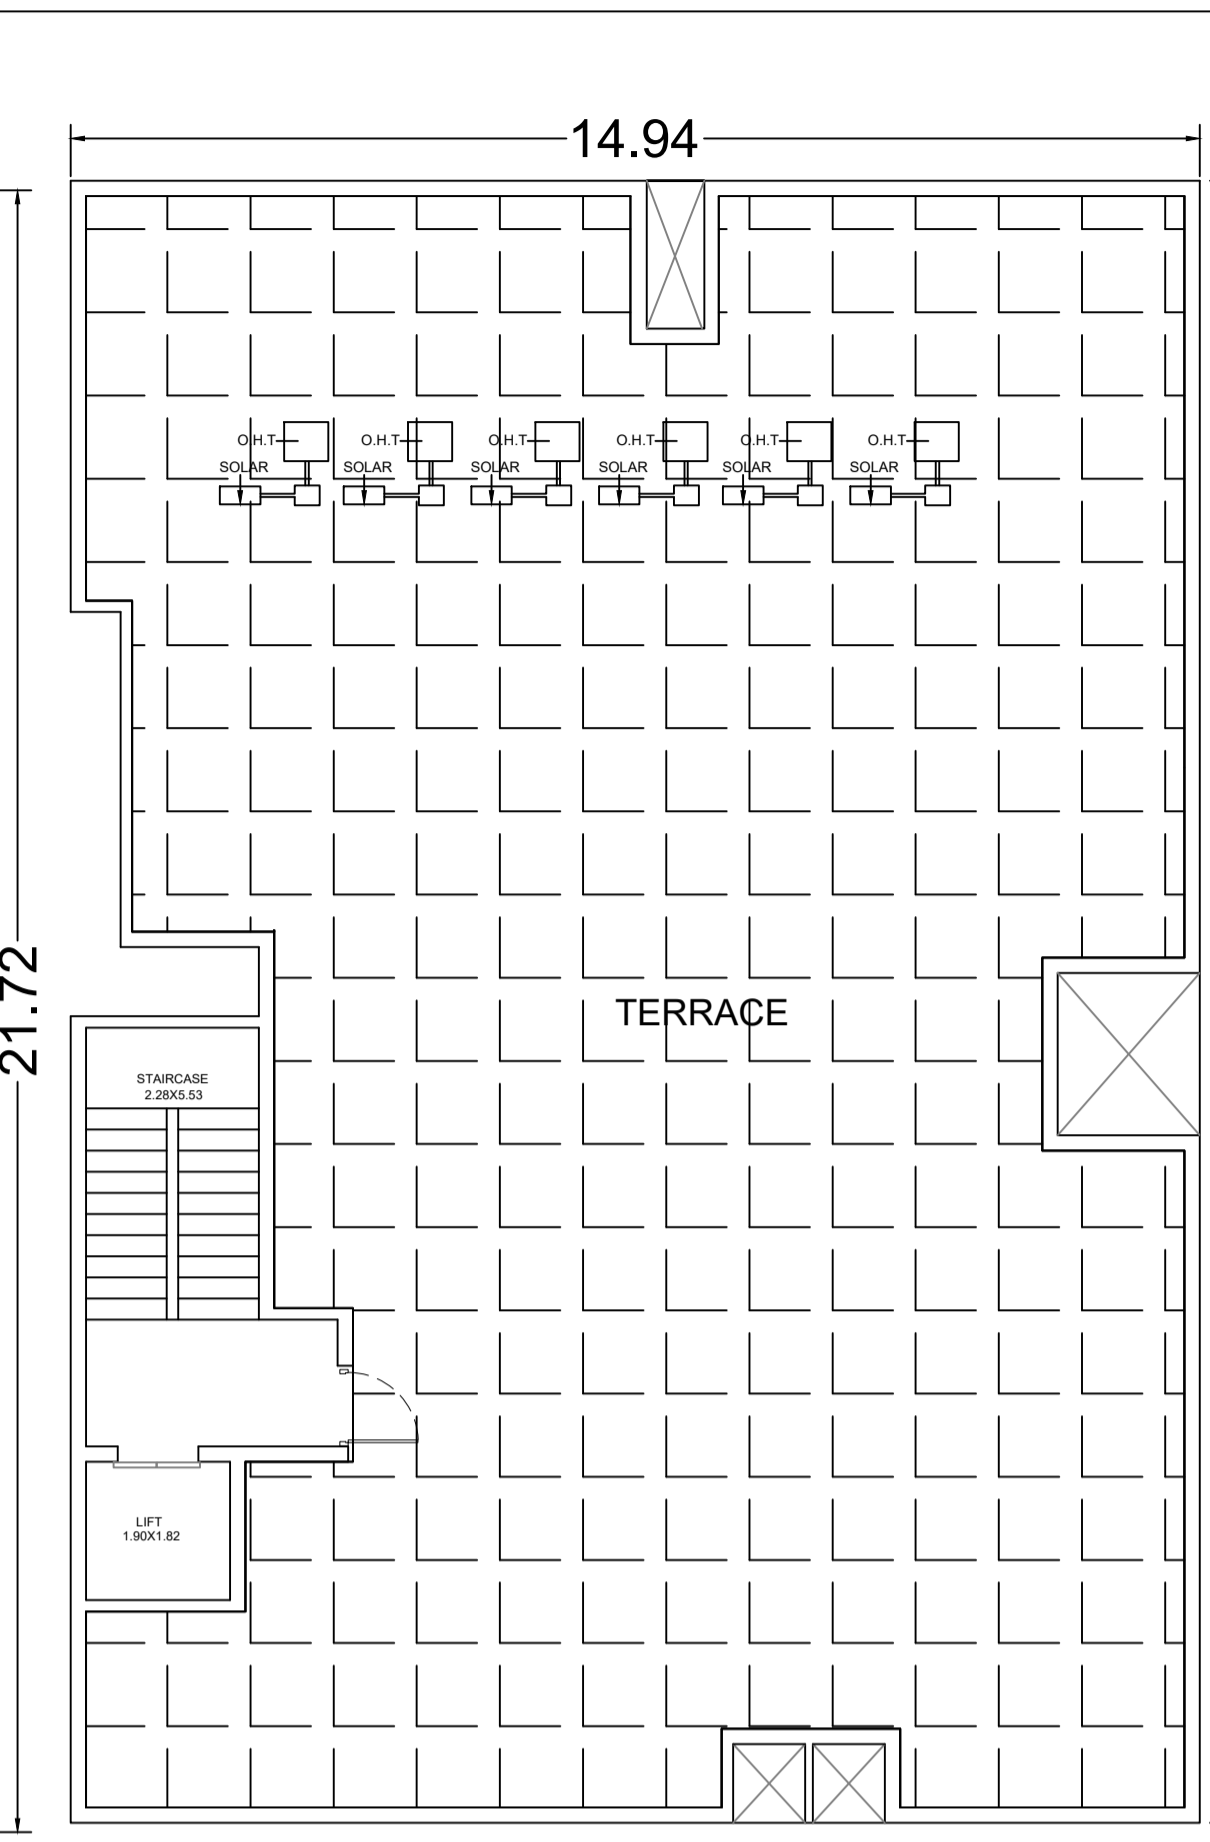 14.94
O.H.T O.H.T O.H.T O.H.T O.H.T O.H.T
SOLAR SOLAR SOLAR SOLAR SOLAR SOLAR
21.72
TERRACE
STAIRCASE
2.28X5.53
LIFT
1.90X1.82